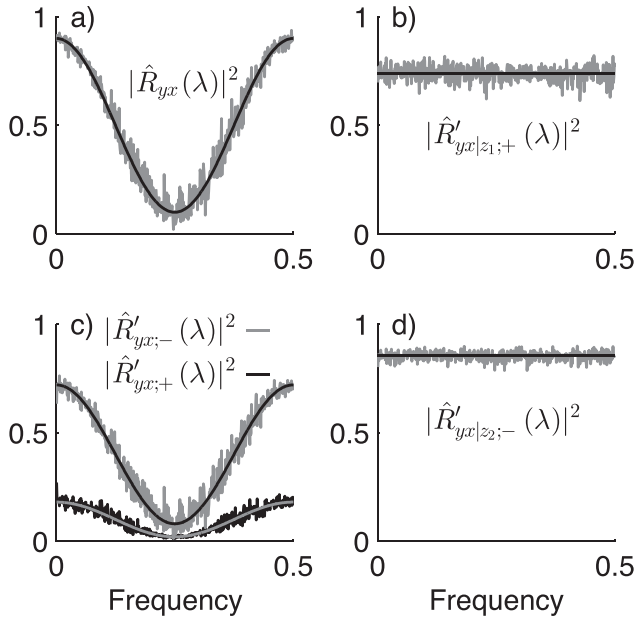 a)
1
0.5
0
0
0.5
|R̂yx(λ)|²
b)
1
0.5
0
0
0.5
|R̂′yx|z₁;+(λ)|²
c)
1
0.5
0
0
0.5
|R̂′yx;−(λ)|²
|R̂′yx;+(λ)|²
Frequency
d)
1
0.5
0
0
0.5
|R̂′yx|z₂;−(λ)|²
Frequency